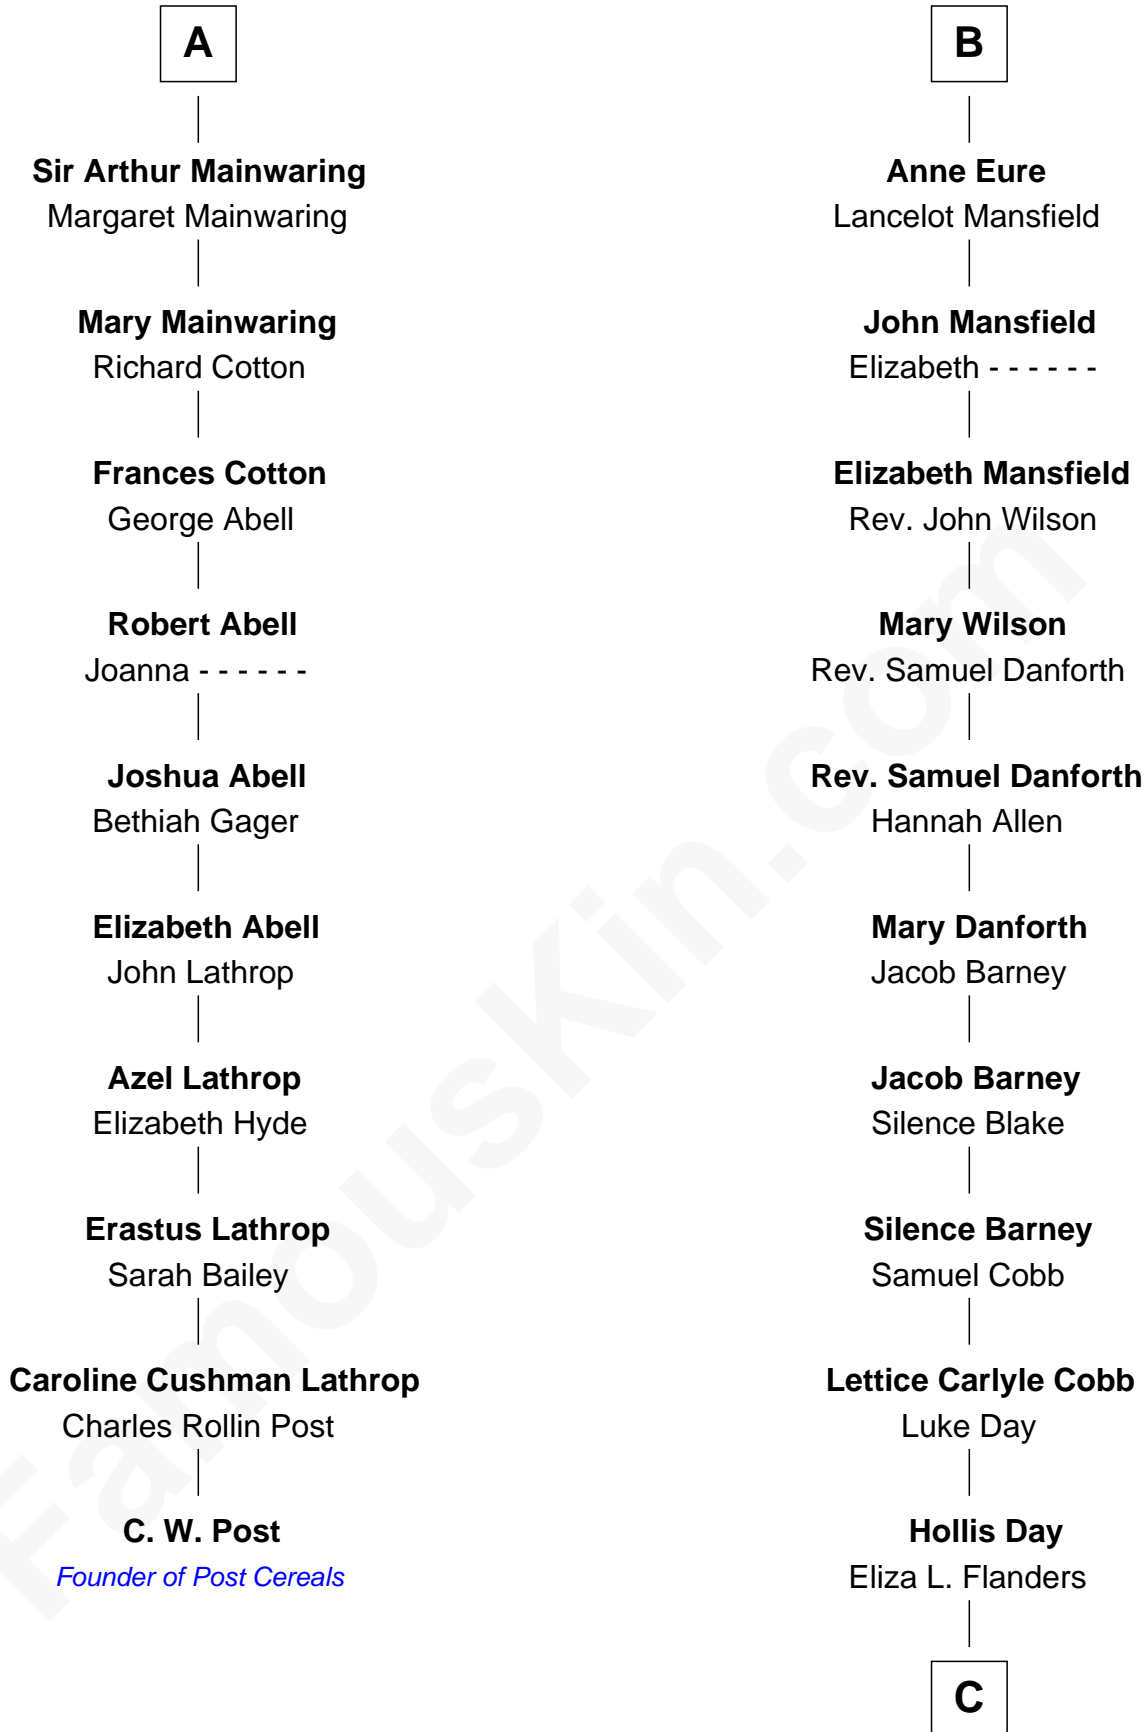 A
Sir Arthur Mainwaring
Margaret Mainwaring
Mary Mainwaring
Richard Cotton
Frances Cotton
George Abell
Robert Abell
Joanna - - - - - -
Joshua Abell
Bethiah Gager
Elizabeth Abell
John Lathrop
Azel Lathrop
Elizabeth Hyde
Erastus Lathrop
Sarah Bailey
Caroline Cushman Lathrop
Charles Rollin Post
C. W. Post
Founder of Post Cereals
B
Anne Eure
Lancelot Mansfield
John Mansfield
Elizabeth - - - - - -
Elizabeth Mansfield
Rev. John Wilson
Mary Wilson
Rev. Samuel Danforth
Rev. Samuel Danforth
Hannah Allen
Mary Danforth
Jacob Barney
Jacob Barney
Silence Blake
Silence Barney
Samuel Cobb
Lettice Carlyle Cobb
Luke Day
Hollis Day
Eliza L. Flanders
C
FamousKin.com